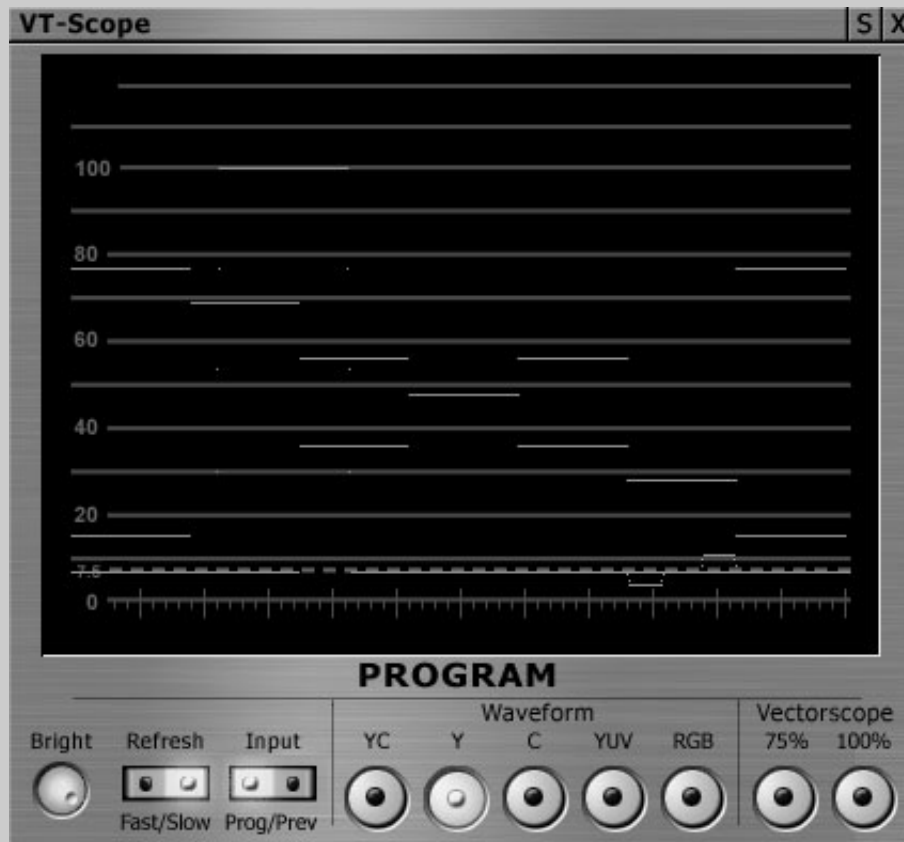 VT-Scope S X
100
80
60
40
20
7.5
0
PROGRAM
Waveform Vectorscope
Bright Refresh Input YC Y C YUV RGB 75% 100%
Fast/Slow Prog/Prev